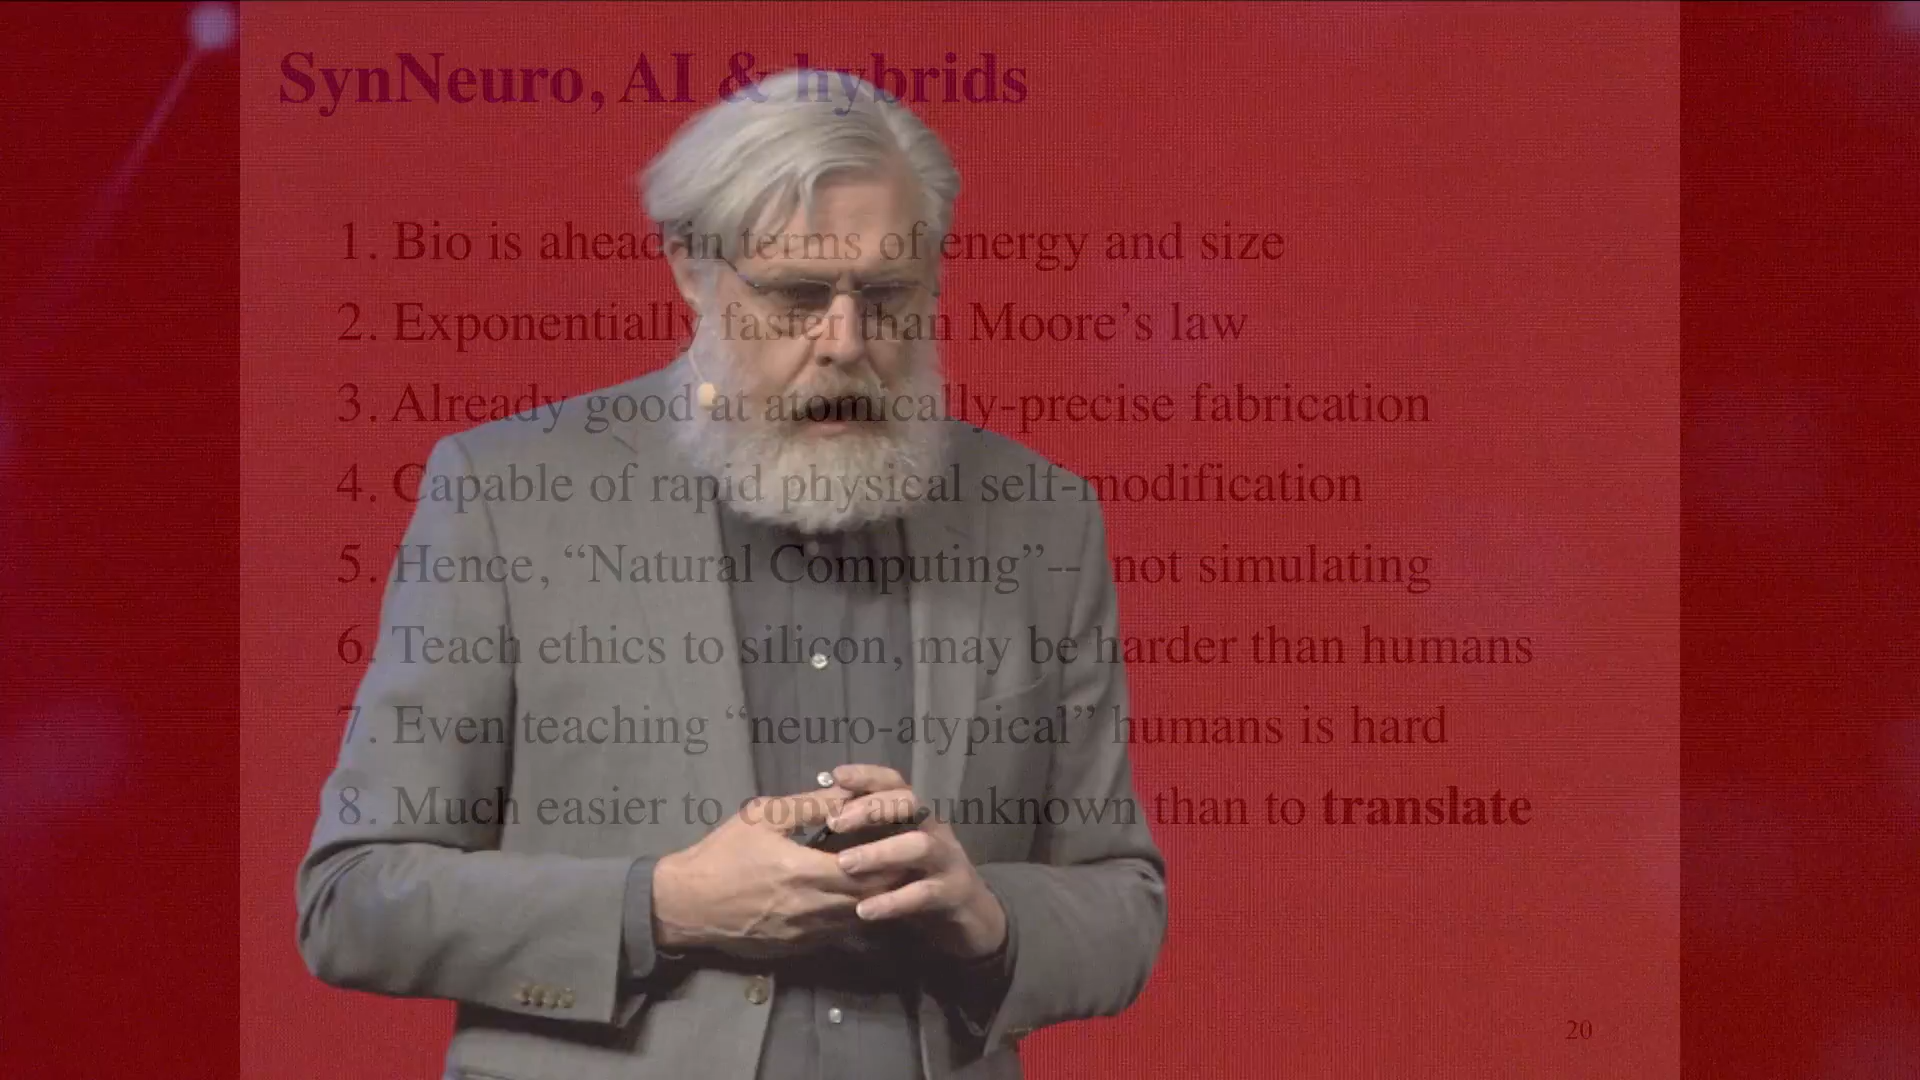 SynNeuro, AI & hybrids
1. Bio is ahead in terms of energy and size
2. Exponentially faster than Moore’s law
3. Already good at atomically-precise fabrication
4. Capable of rapid physical self-modification
5. Hence, “Natural Computing” -- not simulating
6. Teach ethics to silicon, may be harder than humans
7. Even teaching “neuro-atypical” humans is hard
8. Much easier to copy an unknown than to translate
20